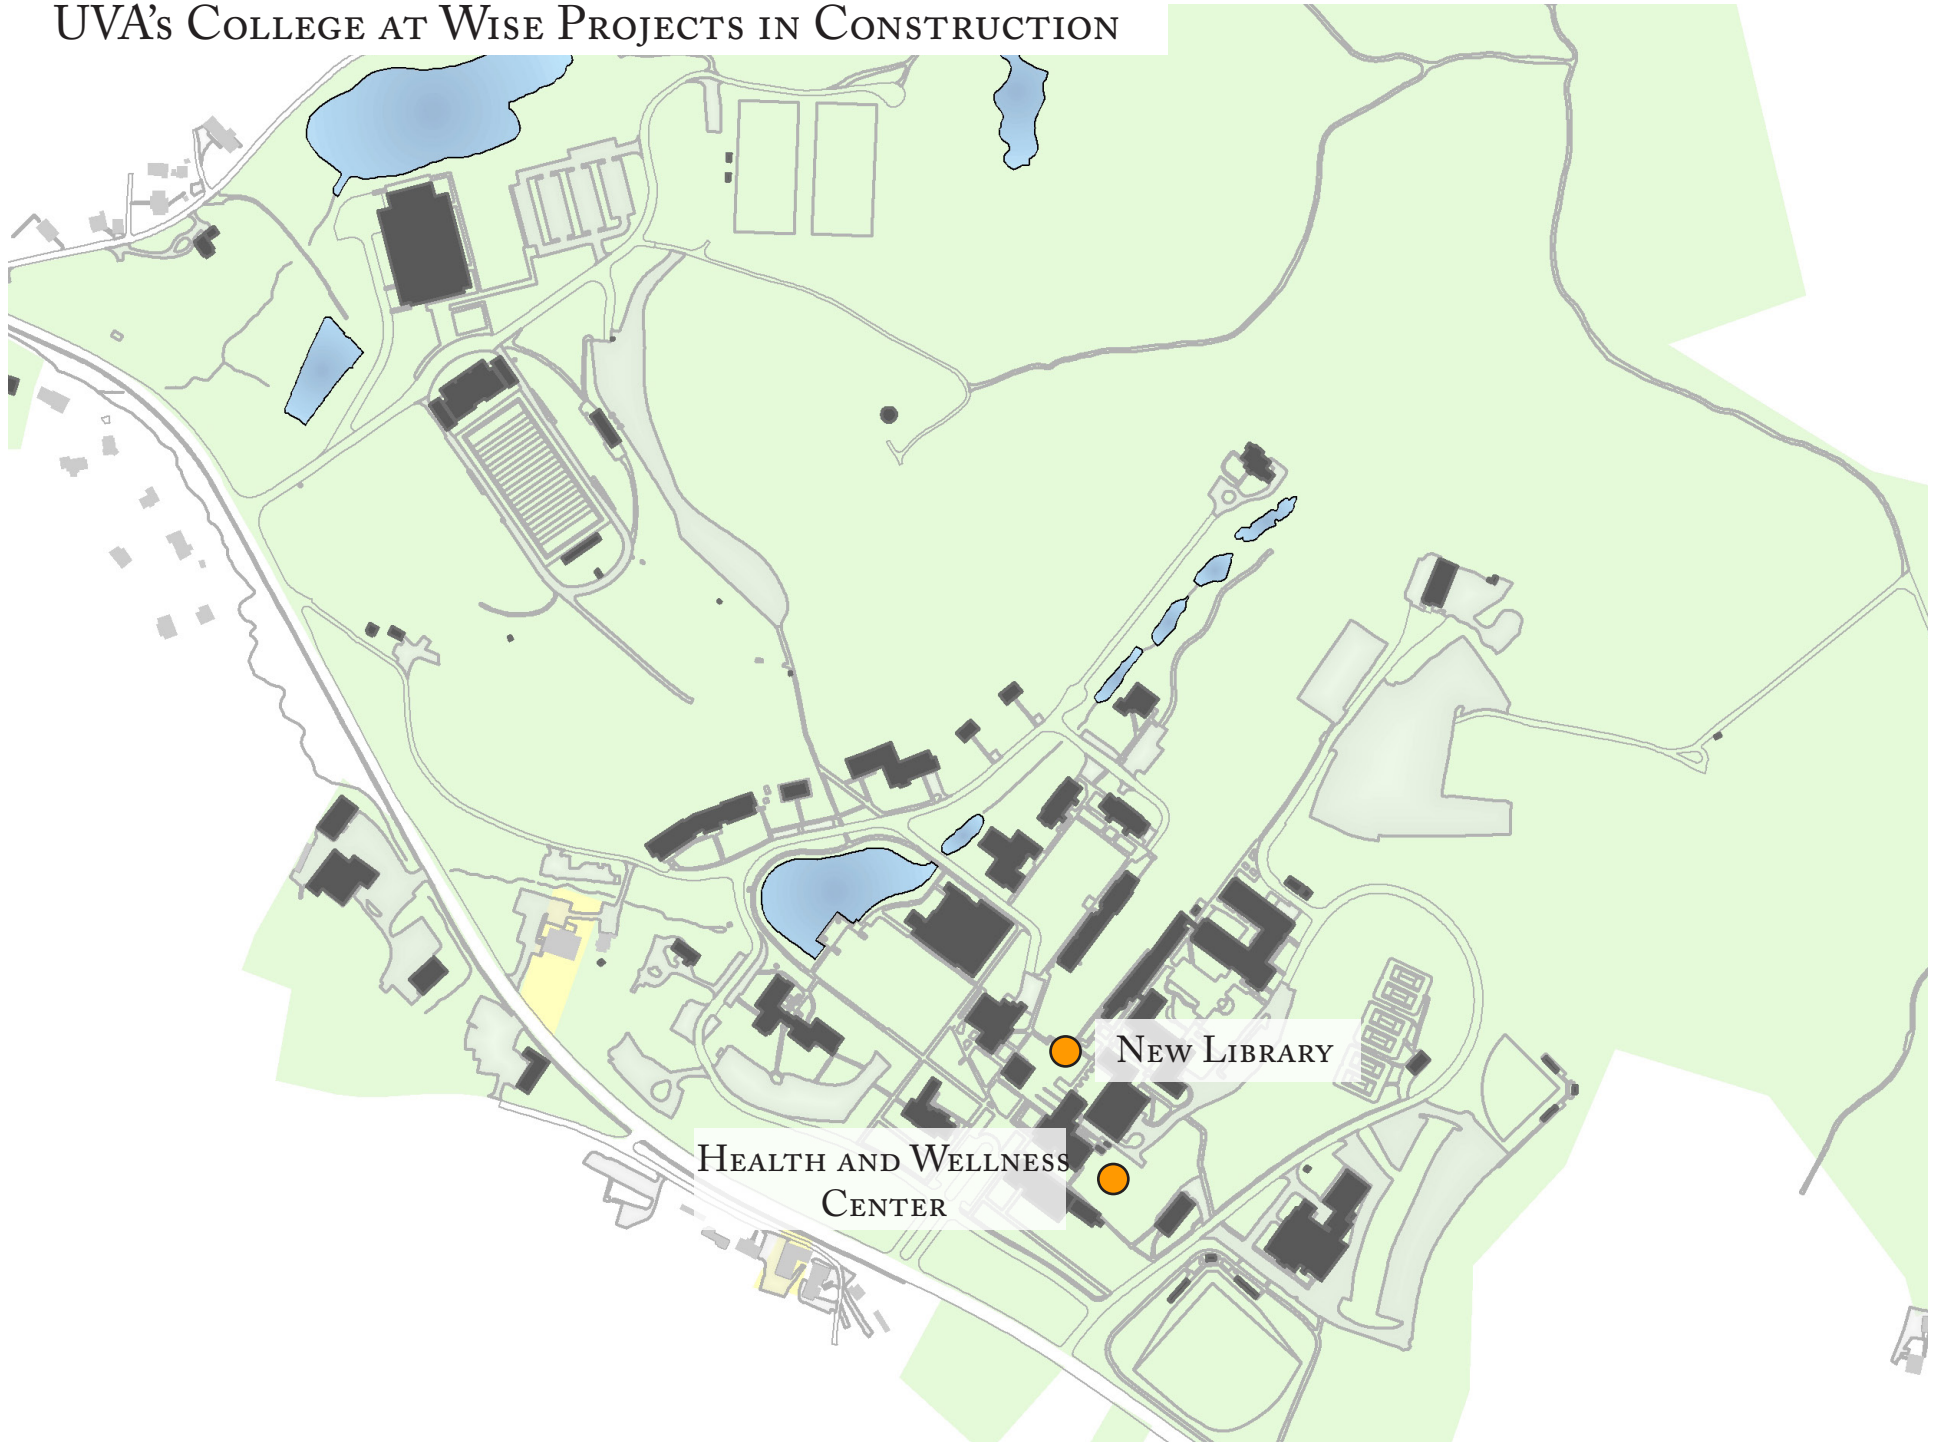 UVA's College at Wise Projects in Construction
New Library
Health and Wellness
Center